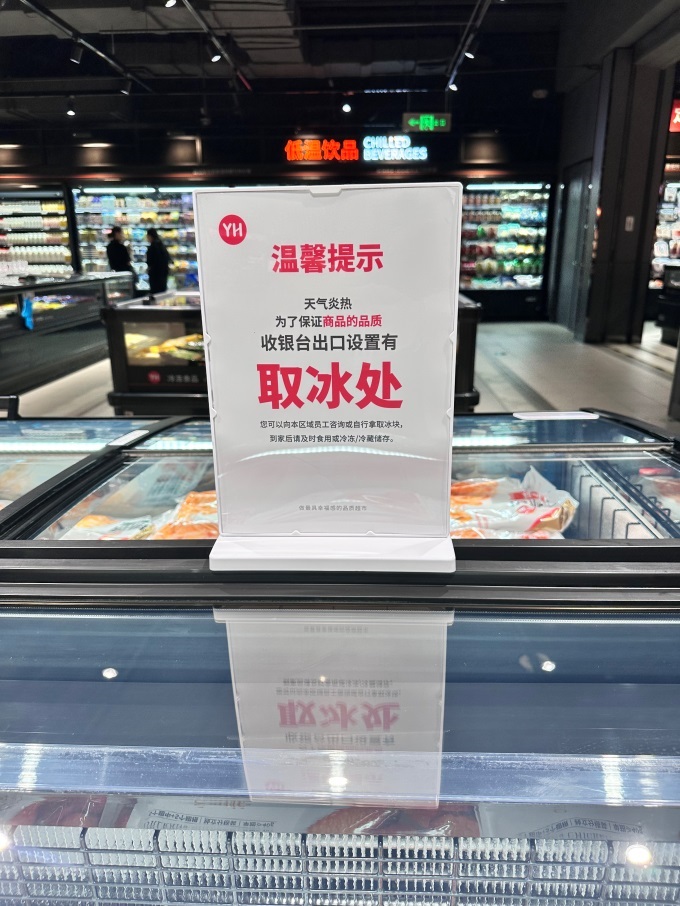 低温饮品 CHILLED
BEVERAGES
YH
温馨提示
天气炎热
为了保证商品的品质
收银台出口设置有
取冰处
您可以向本区域员工咨询或自行拿取冰块，
到家后请及时食用或冷冻/冷藏储存。